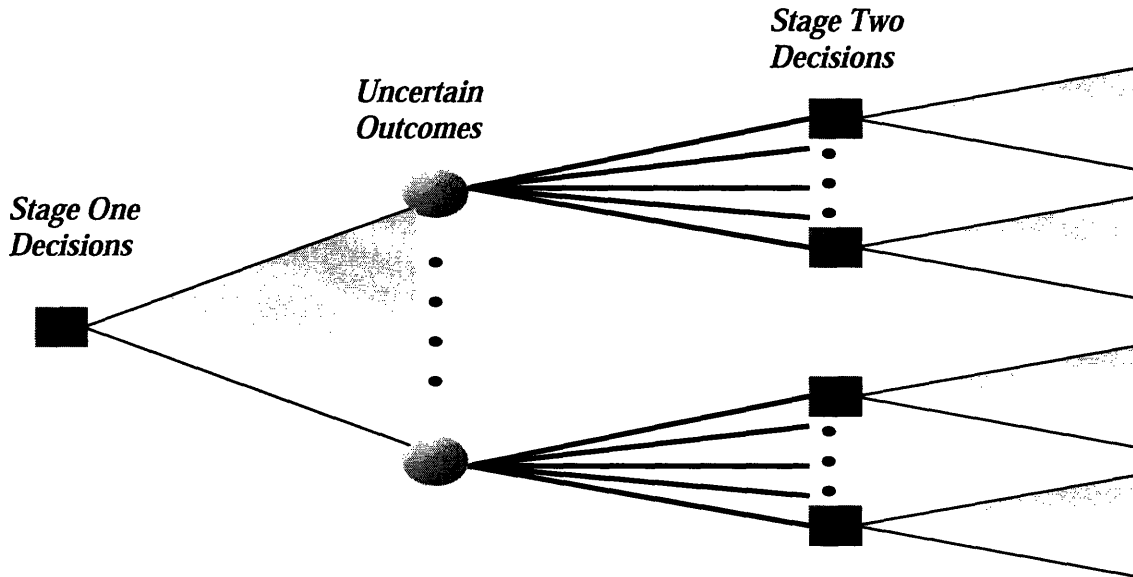 Stage Two
Decisions
Uncertain
Outcomes
Stage One
Decisions